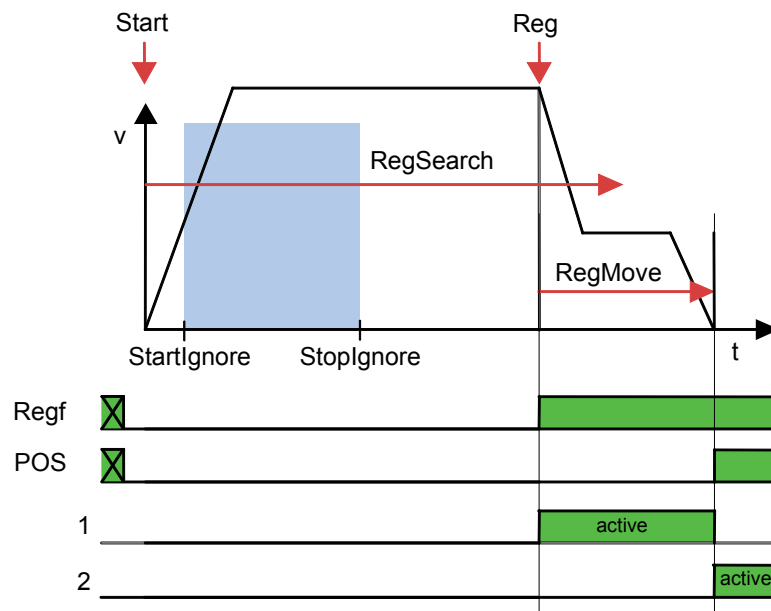 Start
Reg
v
RegSearch
RegMove
StartIgnore
StopIgnore
t
Regf
POS
1
active
2
active